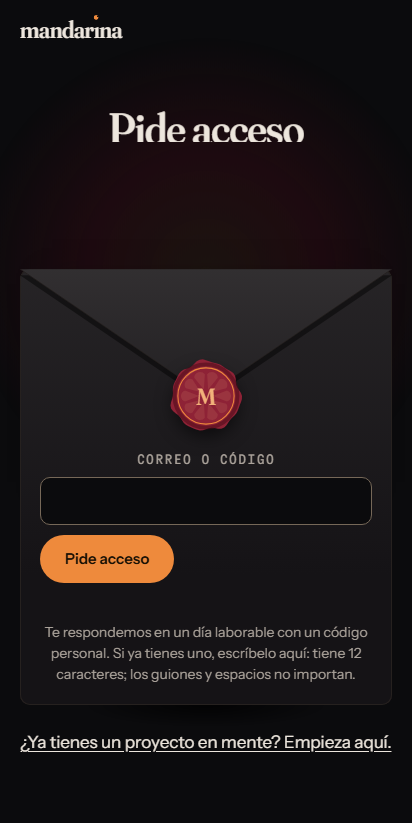 mandarina
Pide acceso
M
CORREO O CÓDIGO
Pide acceso
Te respondemos en un día laborable con un código
personal. Si ya tienes uno, escríbelo aquí: tiene 12
caracteres; los guiones y espacios no importan.
¿Ya tienes un proyecto en mente? Empieza aquí.